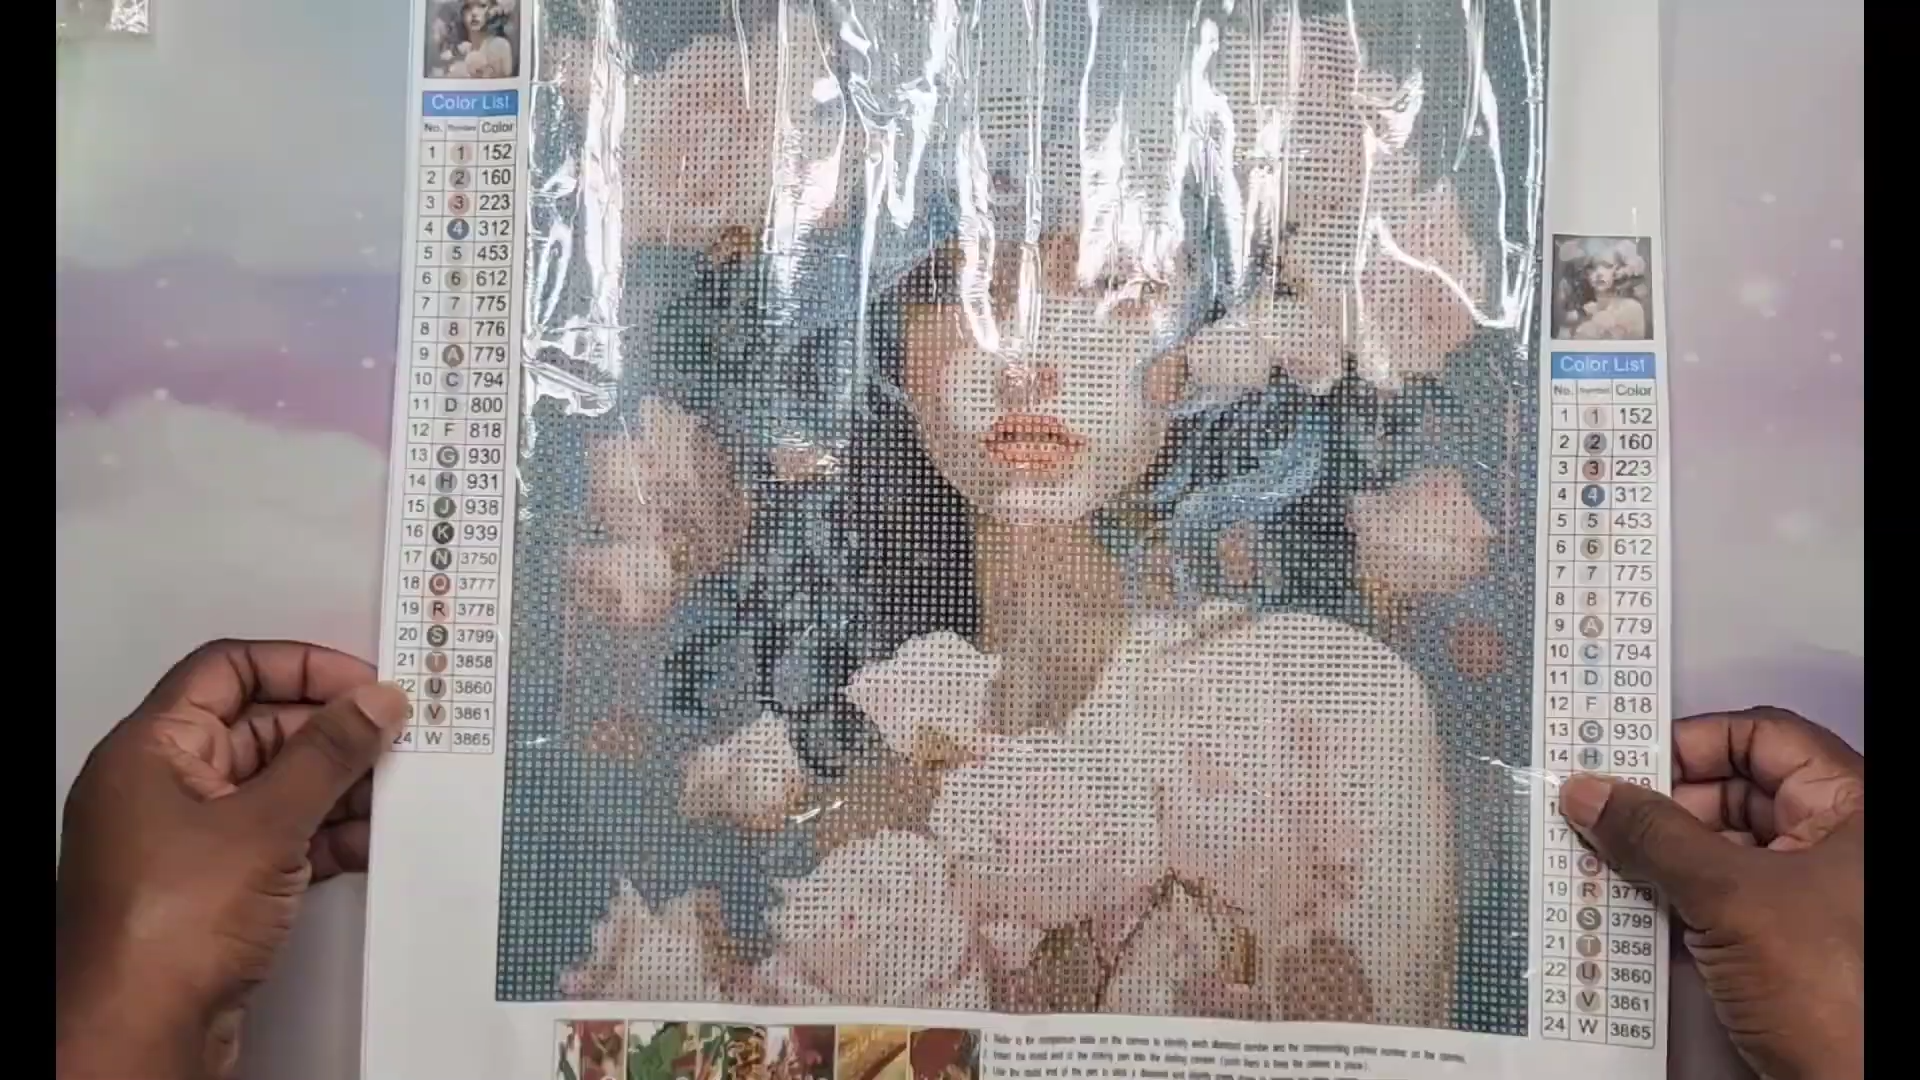 Color List
No. Color
1 1 152
2 2 160
3 3 223
4 4 312
5 5 453
6 6 612
7 7 775
8 8 776
9 A 779
10 C 794
11 D 800
12 F 818
13 G 930
14 H 931
15 J 938
16 K 939
17 N 3750
18 Q 3777
19 R 3778
20 S 3799
21 T 3858
22 U 3860
V 3861
24 W 3865
Color List
No. Color
1 1 152
2 2 160
3 3 223
4 4 312
5 5 453
6 6 612
7 7 775
8 8 776
9 A 779
10 C 794
11 D 800
12 F 818
13 G 930
14 H 931
17
18 Q
19 R 3778
20 S 3799
21 T 3858
22 U 3860
23 V 3861
24 W 3865